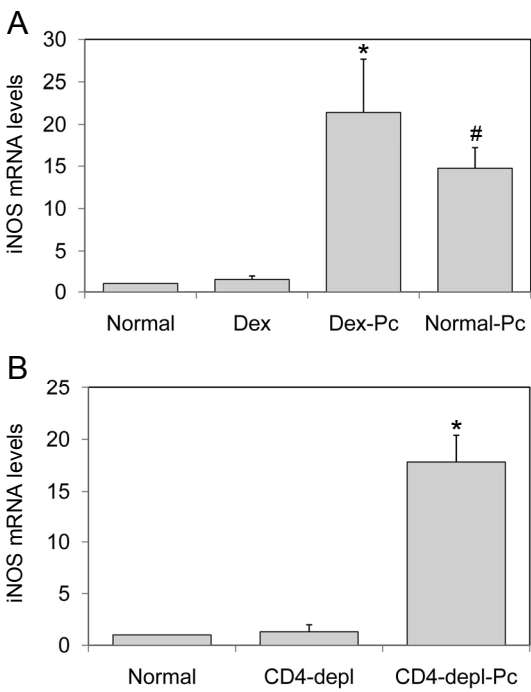 A
iNOS mRNA levels
30
25
20
15
10
5
0
*
#
Normal Dex Dex-Pc Normal-Pc
B
iNOS mRNA levels
25
20
15
10
5
0
*
Normal CD4-depl CD4-depl-Pc